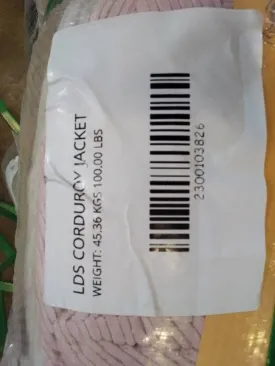 LDS CORDUROY JACKET
WEIGHT: 45.36 KGS 100.00 LBS
2300103826